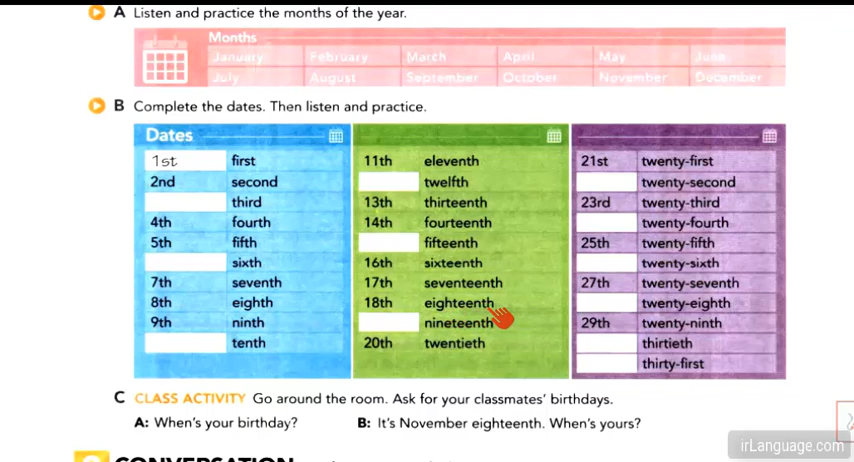 A Listen and practice the months of the year.
Months
January February March April May June
July August September October November December
B Complete the dates. Then listen and practice.
Dates
1st first
2nd second
third
4th fourth
5th fifth
sixth
7th seventh
8th eighth
9th ninth
tenth
11th eleventh
twelfth
13th thirteenth
14th fourteenth
fifteenth
16th sixteenth
17th seventeenth
18th eighteenth
nineteenth
20th twentieth
21st twenty-first
twenty-second
23rd twenty-third
twenty-fourth
25th twenty-fifth
twenty-sixth
27th twenty-seventh
twenty-eighth
29th twenty-ninth
thirtieth
thirty-first
C CLASS ACTIVITY Go around the room. Ask for your classmates' birthdays.
A: When's your birthday? B: It's November eighteenth. When's yours?
CONVERSATION
irLanguage.com